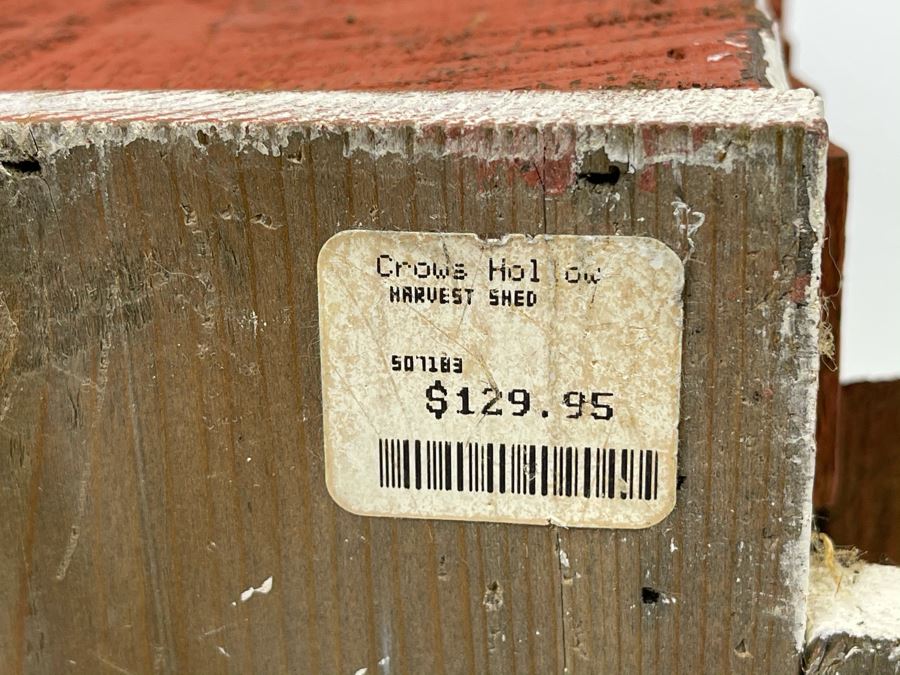 Crows Hollow
HARVEST SHED
507183
$129.95